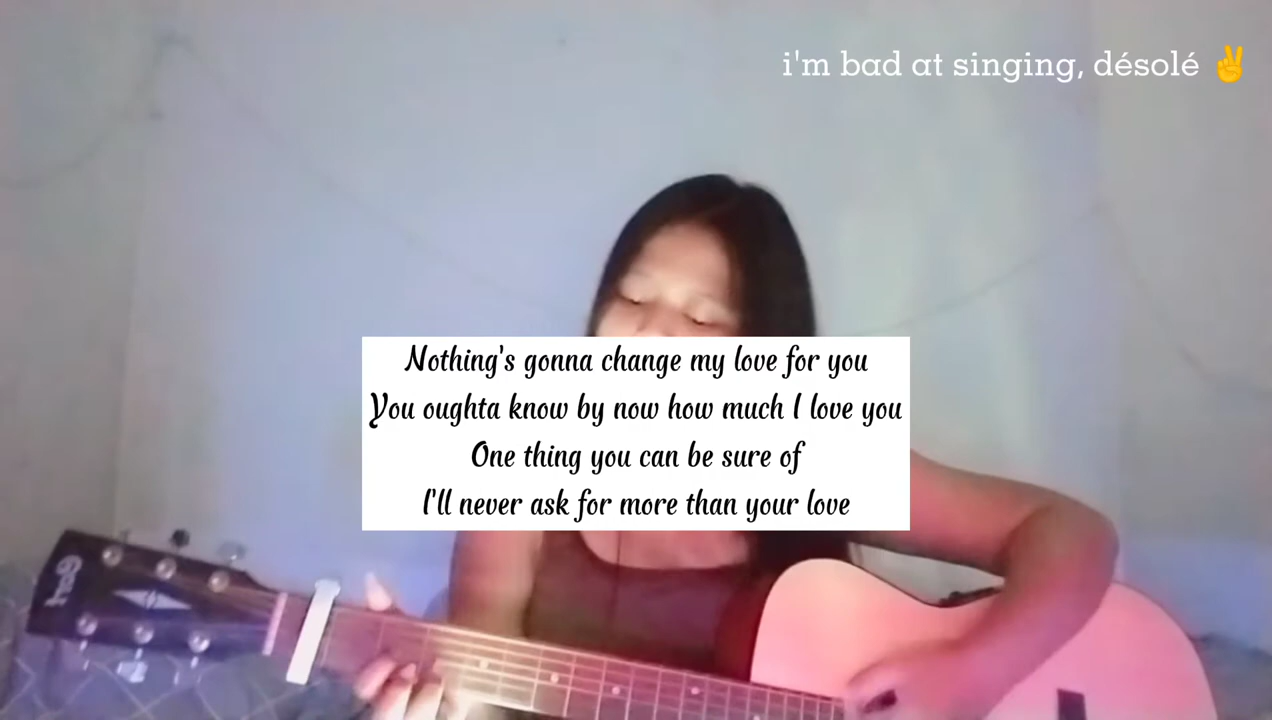 i'm bad at singing, désolé ✌
Nothing's gonna change my love for you
You oughta know by now how much I love you
One thing you can be sure of
I'll never ask for more than your love